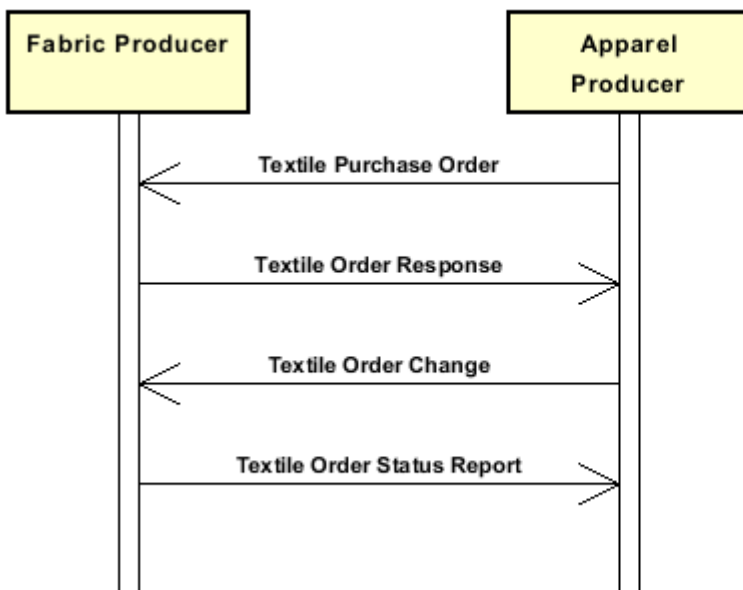 Fabric Producer
Apparel
Producer
Textile Purchase Order
Textile Order Response
Textile Order Change
Textile Order Status Report